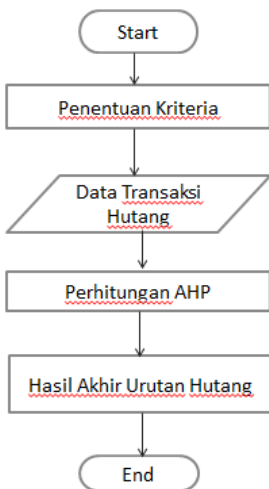 Start
Penentuan Kriteria
Data Transaksi
Hutang
Perhitungan AHP
Hasil Akhir Urutan Hutang
End